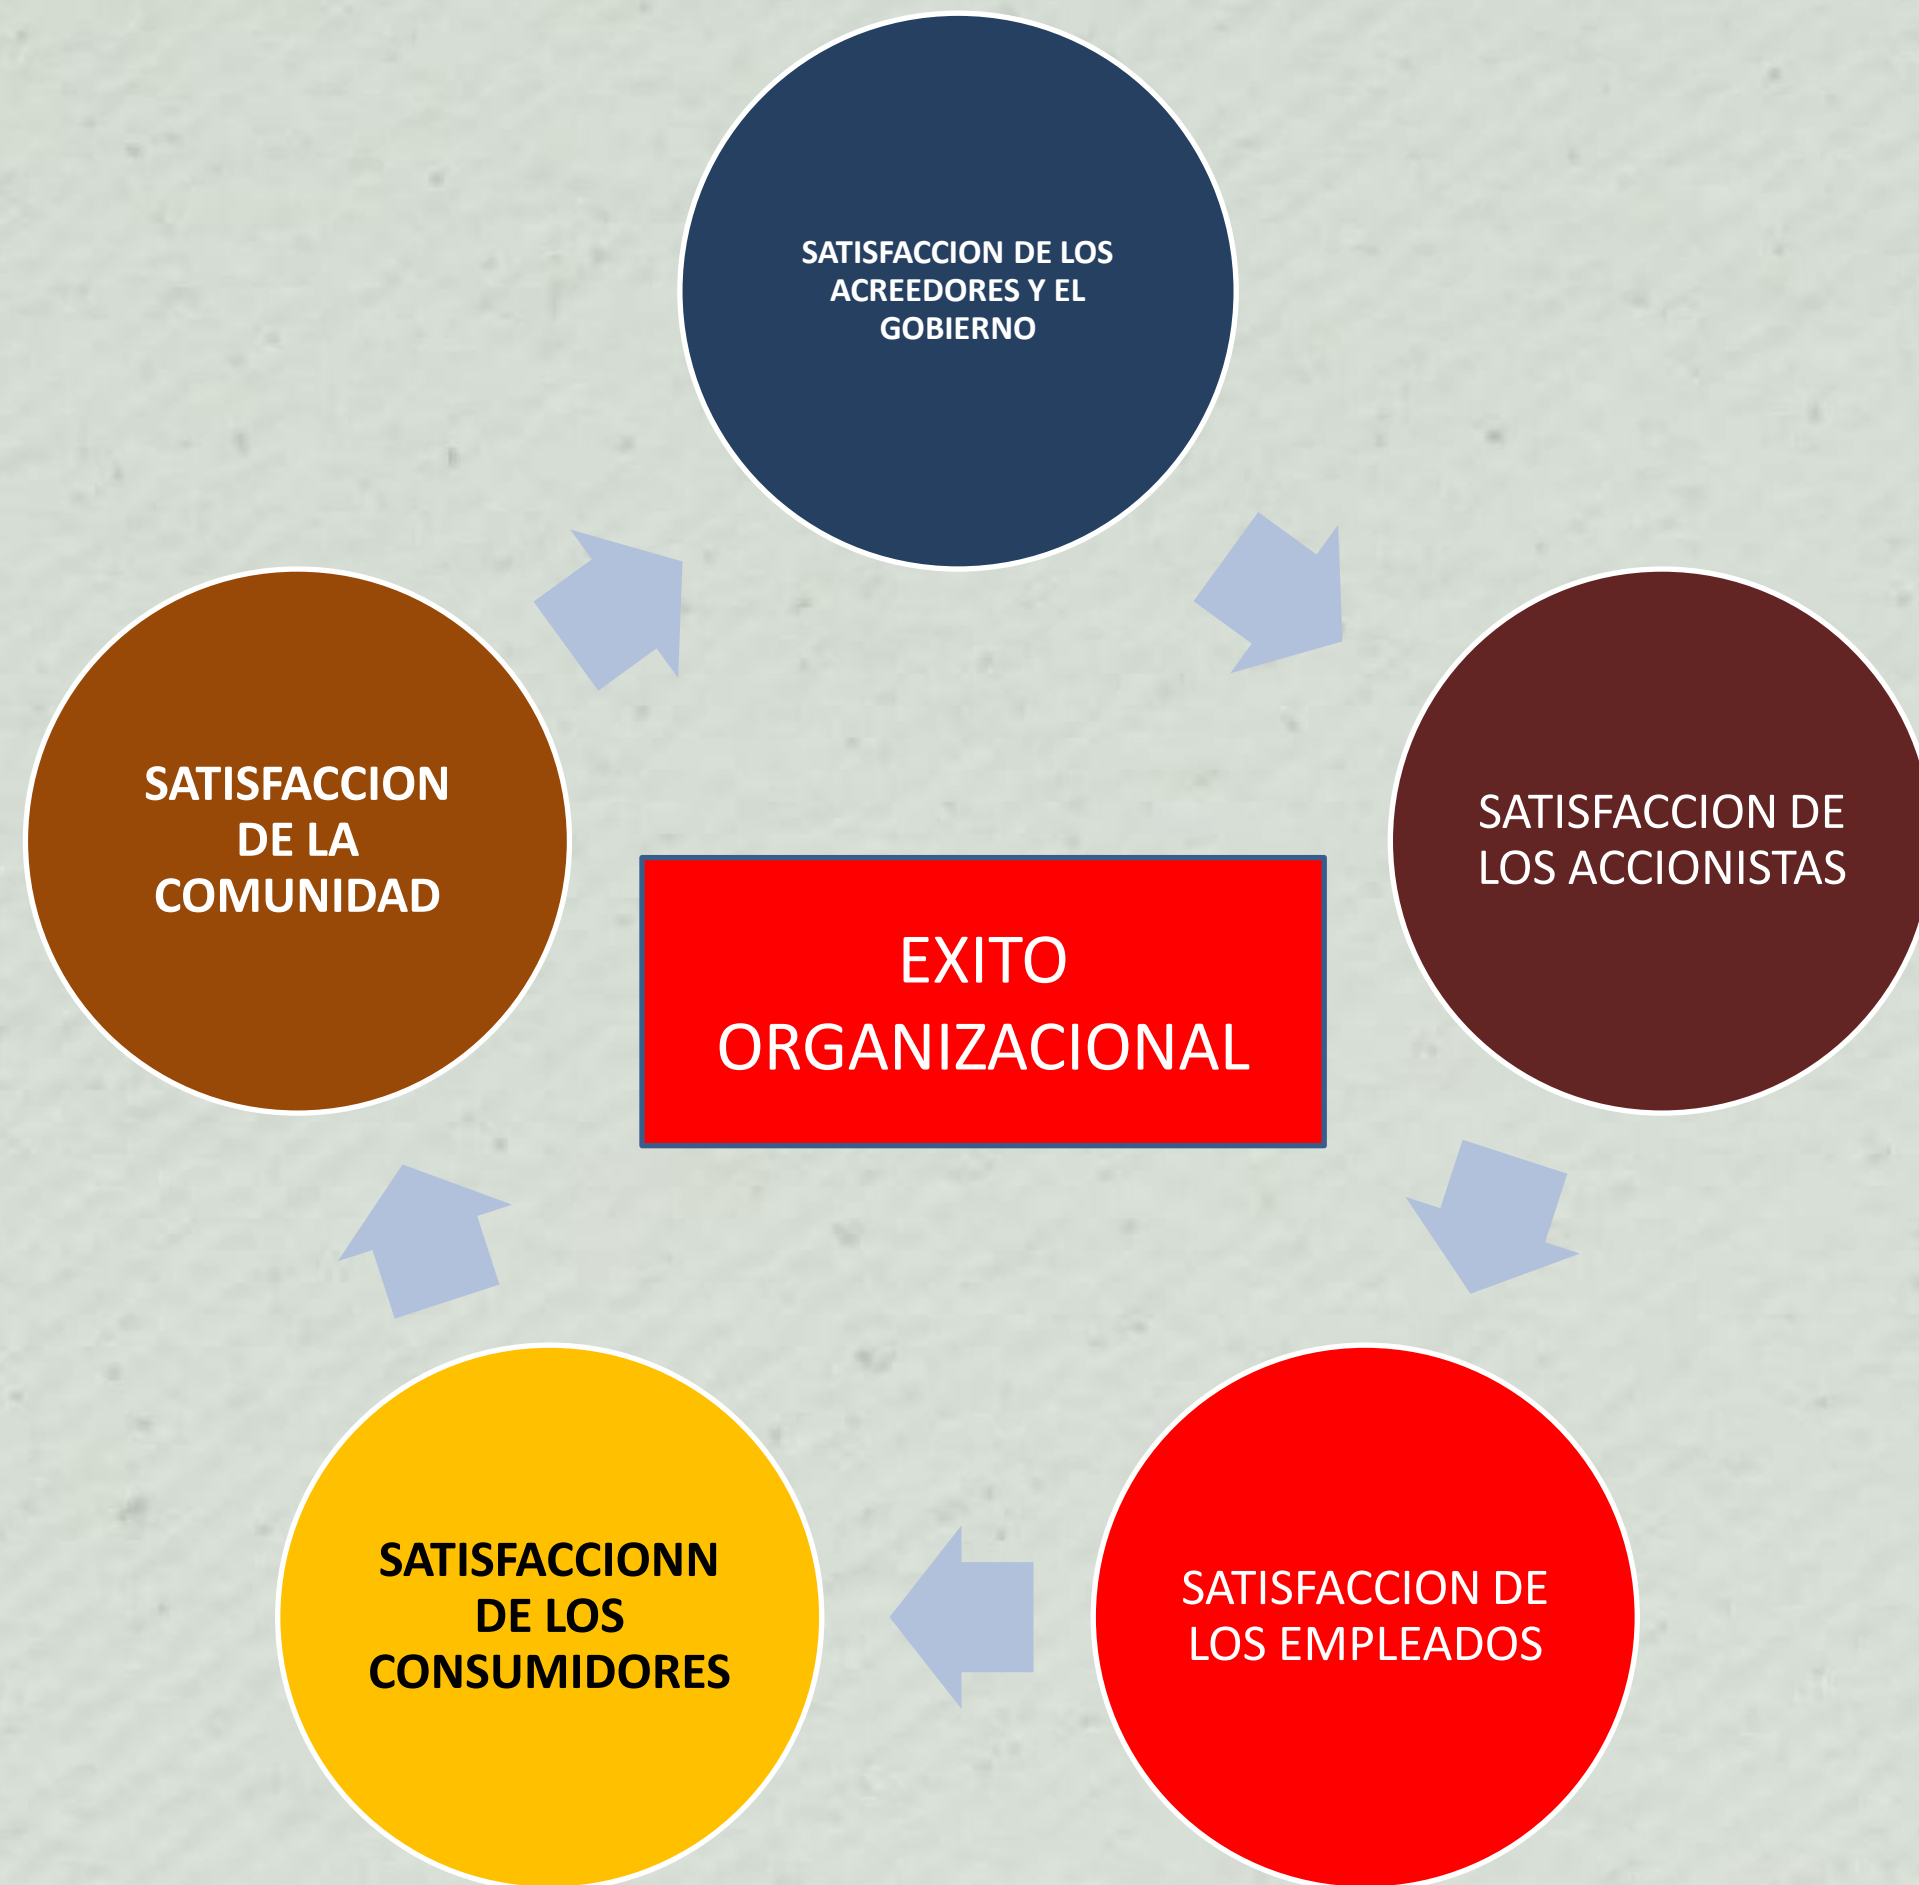 SATISFACCION DE LOS
ACREEDORES Y EL
GOBIERNO
SATISFACCION DE
LOS ACCIONISTAS
SATISFACCION DE
LOS EMPLEADOS
SATISFACCIONN
DE LOS
CONSUMIDORES
SATISFACCION
DE LA
COMUNIDAD
EXITO
ORGANIZACIONAL